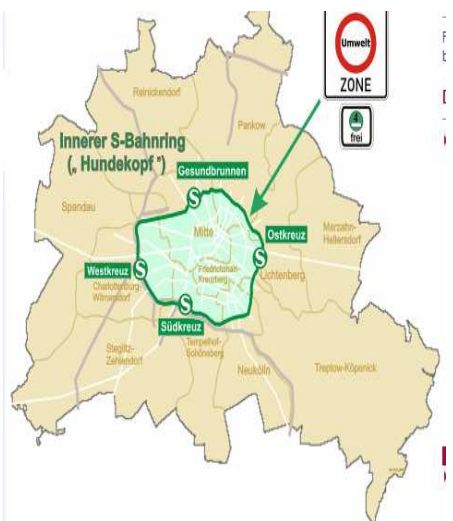 Umwelt
ZONE
4
frei
Reinickendorf
Pankow
Innerer S-Bahnring
(„Hundekopf")
Gesundbrunnen
S
Spandau
Mitte
Ostkreuz
S
Marzahn-
Hellersdorf
Westkreuz
S
Friedrichshain-
Kreuzberg
Lichtenberg
Charlottenburg-
Wilmersdorf
S
Südkreuz
Steglitz-
Zehlendorf
Tempelhof-
Schöneberg
Neukölln
Treptow-Köpenick